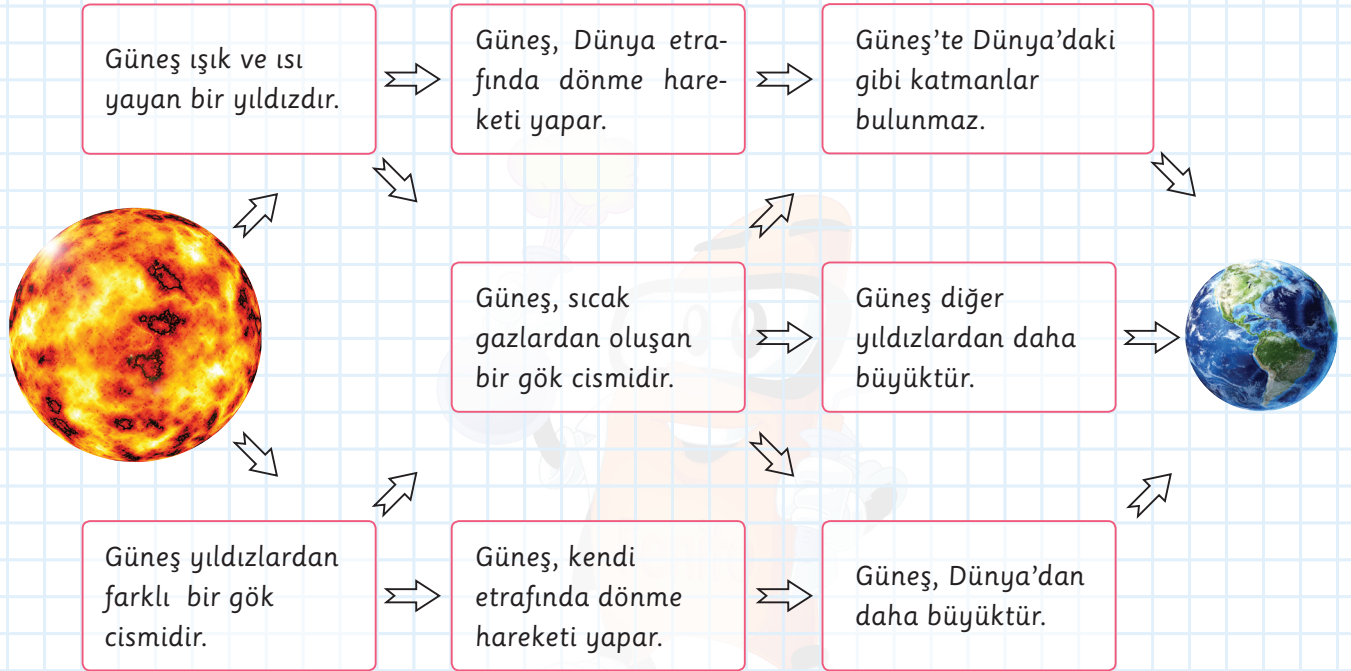 Güneş ışık ve ısı
yayan bir yıldızdır.
Güneş, Dünya etra-
fında dönme hare-
keti yapar.
Güneş’te Dünya’daki
gibi katmanlar
bulunmaz.
Güneş, sıcak
gazlardan oluşan
bir gök cismidir.
Güneş diğer
yıldızlardan daha
büyüktür.
Güneş yıldızlardan
farklı bir gök
cismidir.
Güneş, kendi
etrafında dönme
hareketi yapar.
Güneş, Dünya’dan
daha büyüktür.